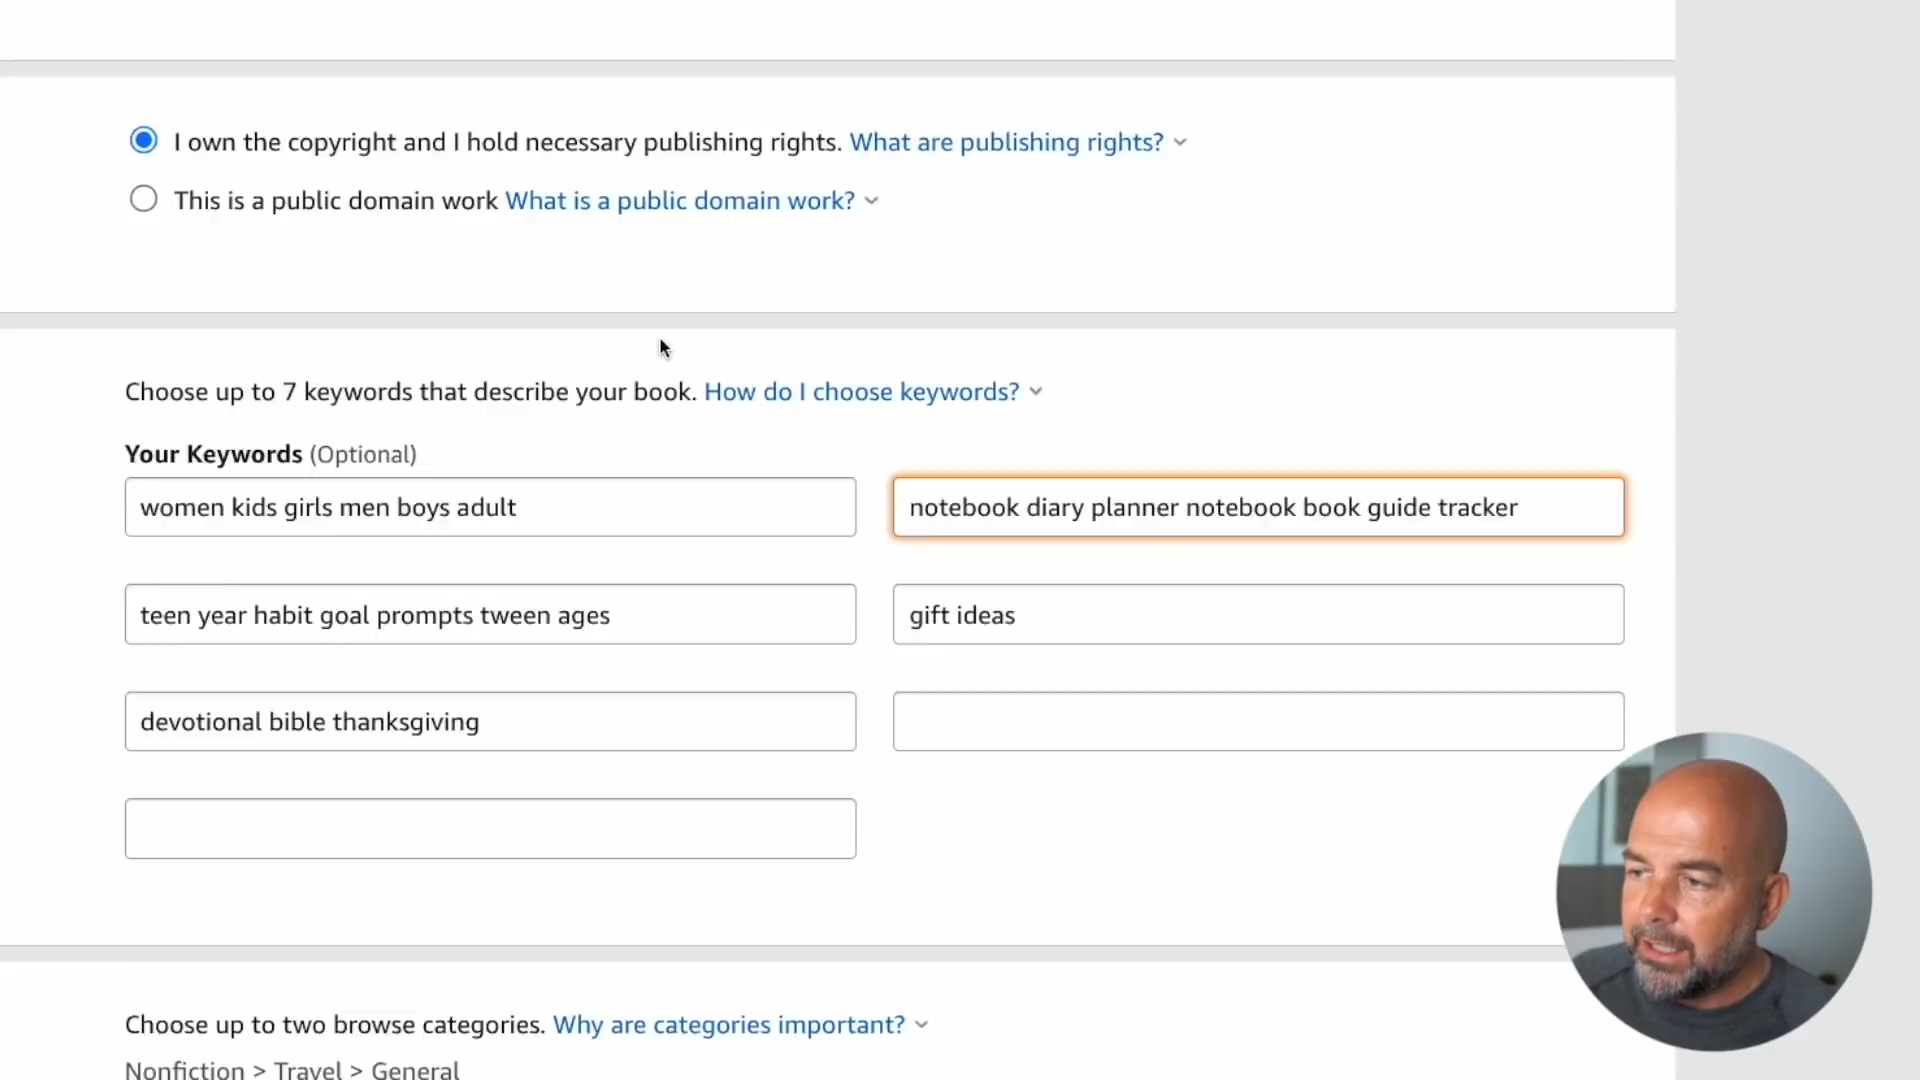 I own the copyright and I hold necessary publishing rights. What are publishing rights?
This is a public domain work What is a public domain work?
Choose up to 7 keywords that describe your book. How do I choose keywords?
Your Keywords (Optional)
women kids girls men boys adult
notebook diary planner notebook book guide tracker
teen year habit goal prompts tween ages
gift ideas
devotional bible thanksgiving
Choose up to two browse categories. Why are categories important?
Nonfiction > Travel > General